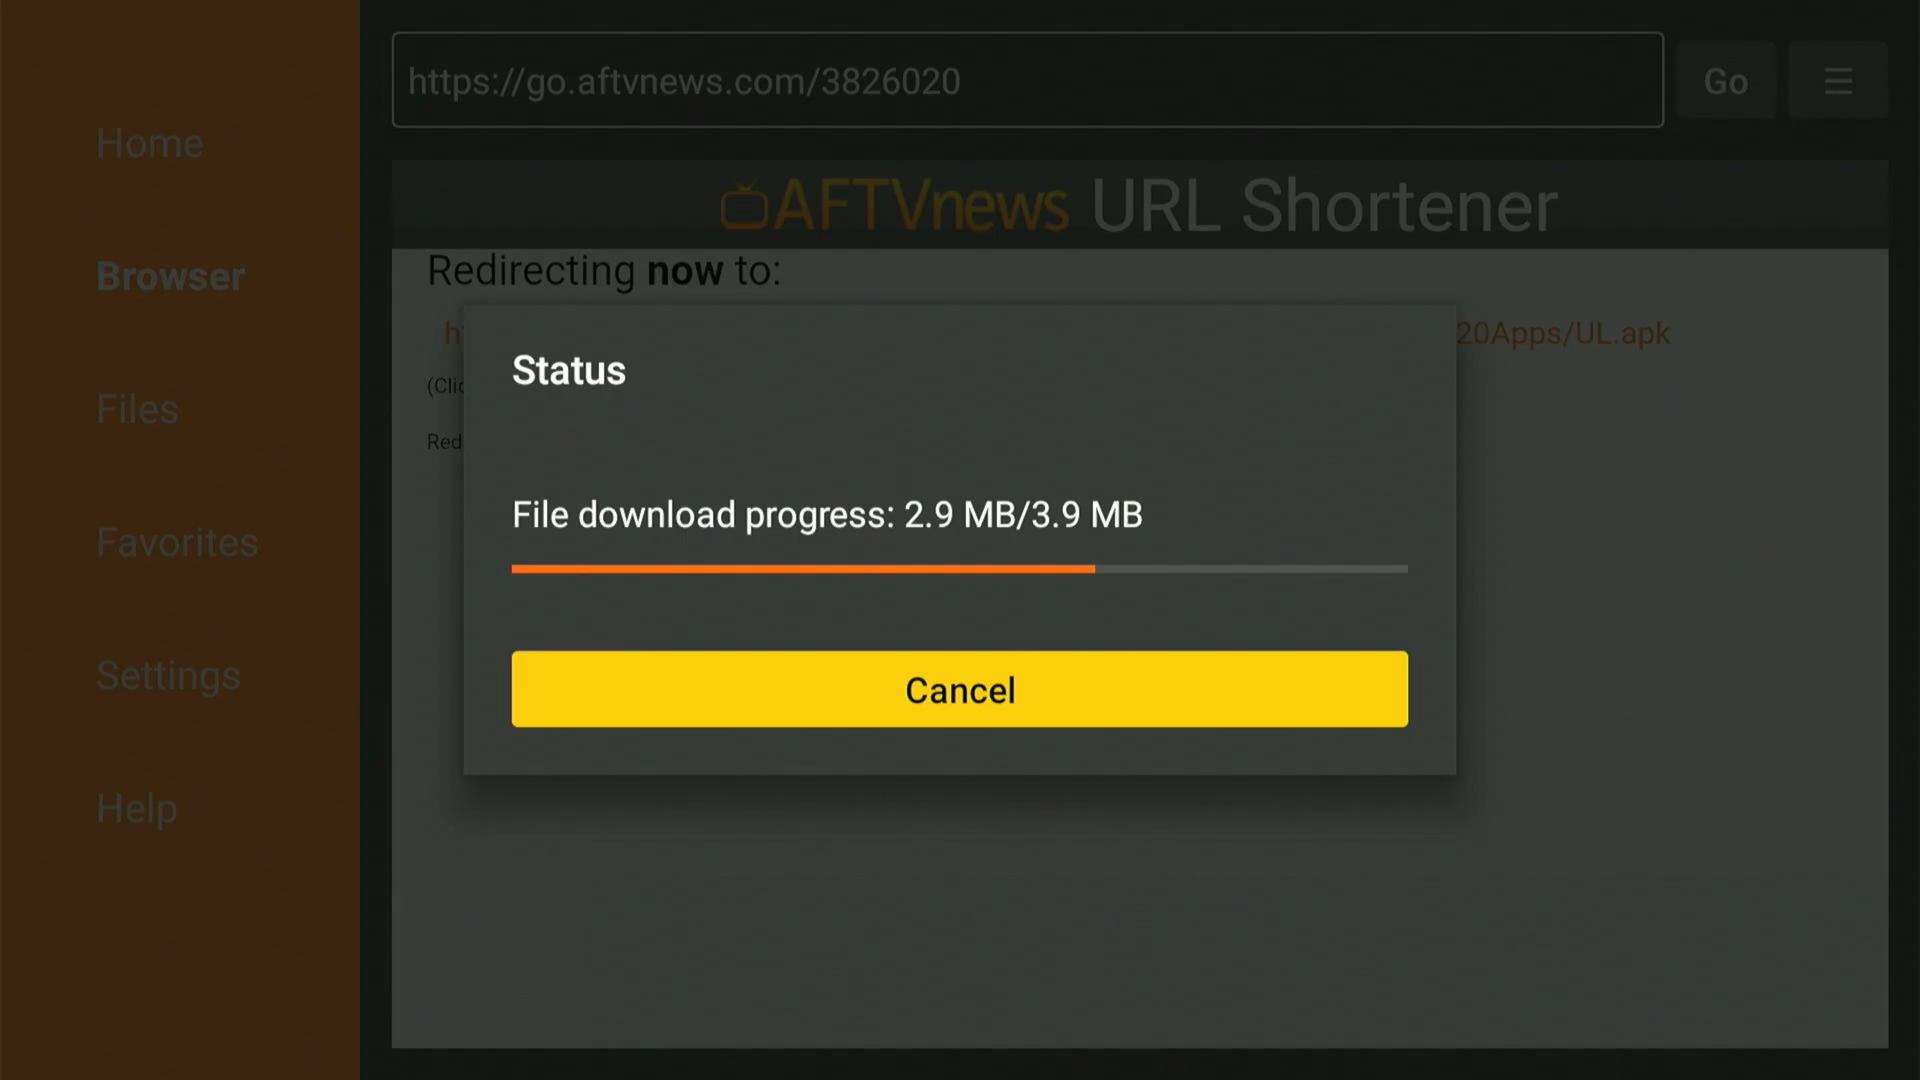 Home
Browser
Files
Favorites
Settings
Help
https://go.aftvnews.com/3826020
Go
AFTVnews URL Shortener
Redirecting now to:
20Apps/UL.apk
Status
File download progress: 2.9 MB/3.9 MB
Cancel